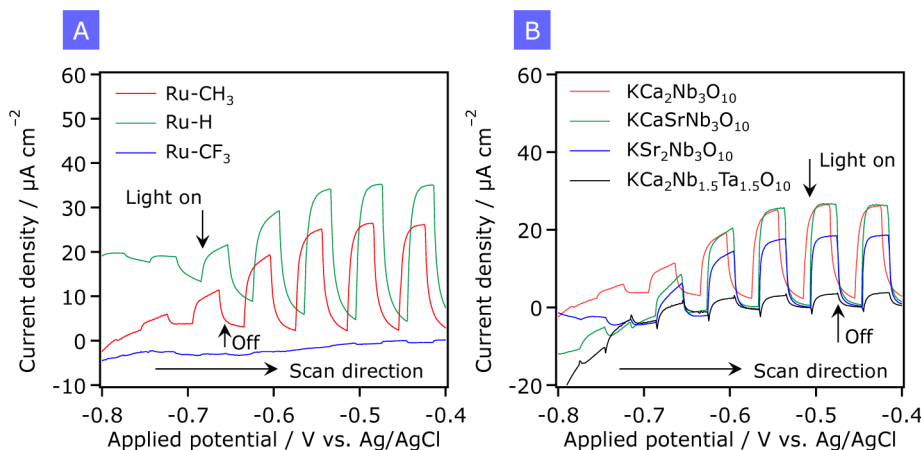 A
B
60
50
40
30
20
10
0
-10
Current density / µA cm⁻²
Ru-CH₃
Ru-H
Ru-CF₃
Light on
Off
Scan direction
-0.8
-0.7
-0.6
-0.5
-0.4
Applied potential / V vs. Ag/AgCl
60
40
20
0
-20
Current density / µA cm⁻²
KCa₂Nb₃O₁₀
KCaSrNb₃O₁₀
KSr₂Nb₃O₁₀
KCa₂Nb₁.₅Ta₁.₅O₁₀
Light on
Off
Scan direction
-0.8
-0.7
-0.6
-0.5
-0.4
Applied potential / V vs. Ag/AgCl